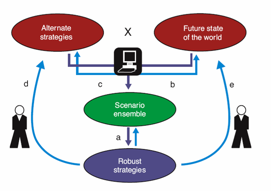 Alternate
strategies
X
Future state
of the world
d
c
b
e
Scenario
ensemble
a
Robust
strategies